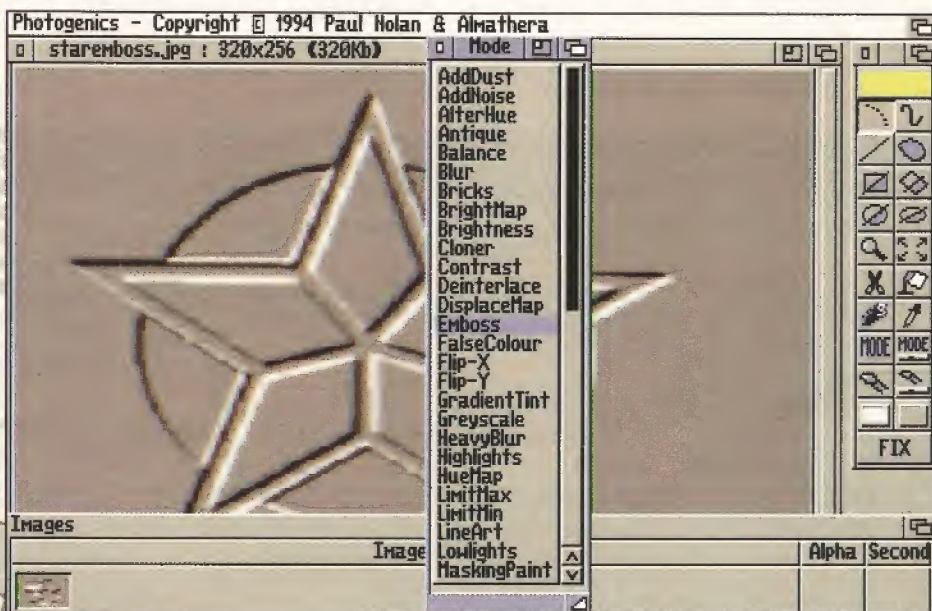 Photogenics - Copyright © 1994 Paul Nolan & Almathera
staremboss.jpg : 320x256 (320Kb)
Mode
AddDust
AddNoise
AlterHue
Antique
Balance
Blur
Bricks
BrightMap
Brightness
Cloner
Contrast
Deinterlace
DisplaceMap
Emboss
FalseColour
Flip-X
Flip-Y
GradientTint
Greyscale
HeavyBlur
Highlights
HueMap
LimitMax
LimitMin
LineArt
Lowlights
MaskingPaint
MODE MODE
FIX
Images
Image
Alpha Second